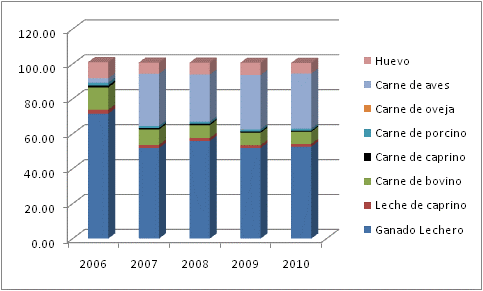 120.00
100.00
80.00
60.00
40.00
20.00
0.00
2006 2007 2008 2009 2010
Huevo
Carne de aves
Carne de oveja
Carne de porcino
Carne de caprino
Carne de bovino
Leche de caprino
Ganado Lechero